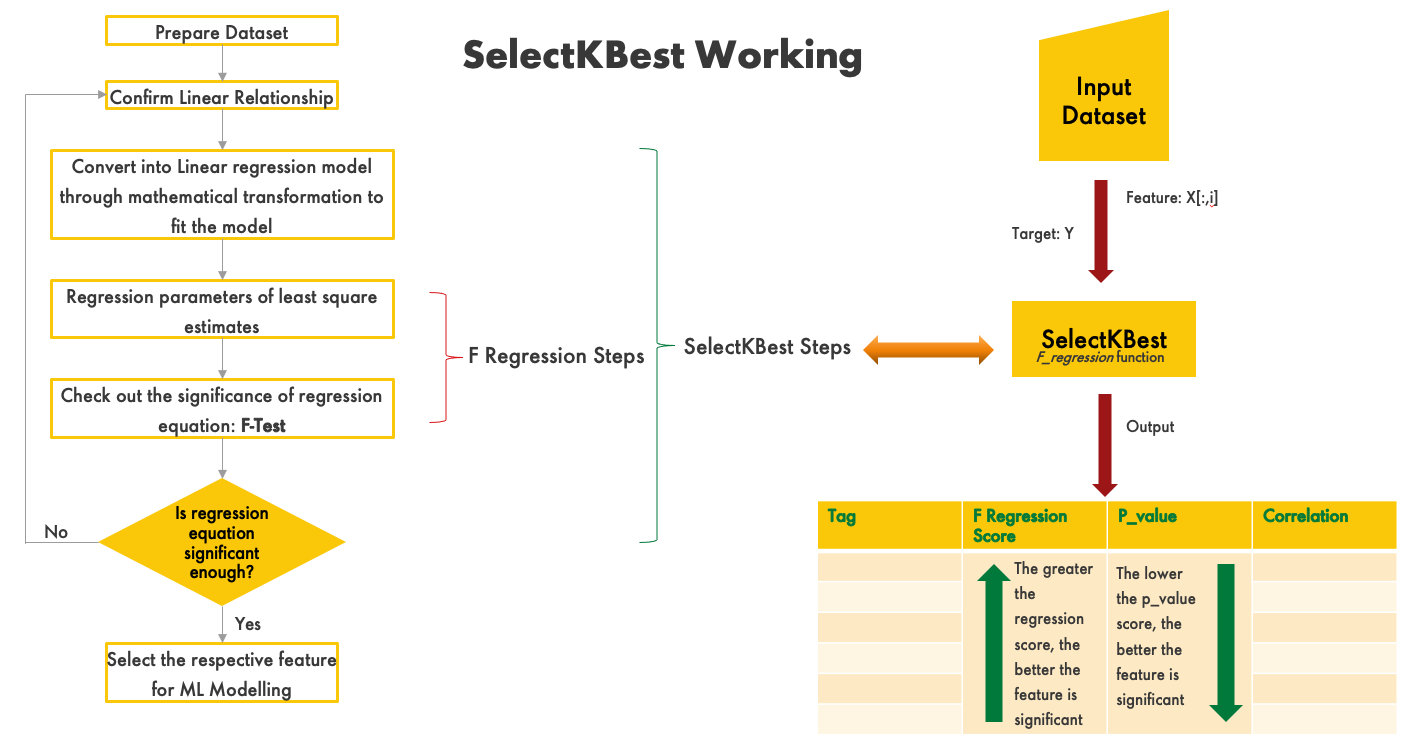 SelectKBest Working
Prepare Dataset
Confirm Linear Relationship
Convert into Linear regression model
through mathematical transformation to
fit the model
Regression parameters of least square
estimates
Check out the significance of regression
equation: F-Test
Is regression
equation
significant
enough?
No
Yes
Select the respective feature
for ML Modelling
F Regression Steps
SelectKBest Steps
Input
Dataset
Feature: X[:,i]
Target: Y
SelectKBest
F_regression function
Output
Tag
F Regression
Score
P_value
Correlation
The greater
the
regression
score, the
better the
feature is
significant
The lower
the p_value
score, the
better the
feature is
significant